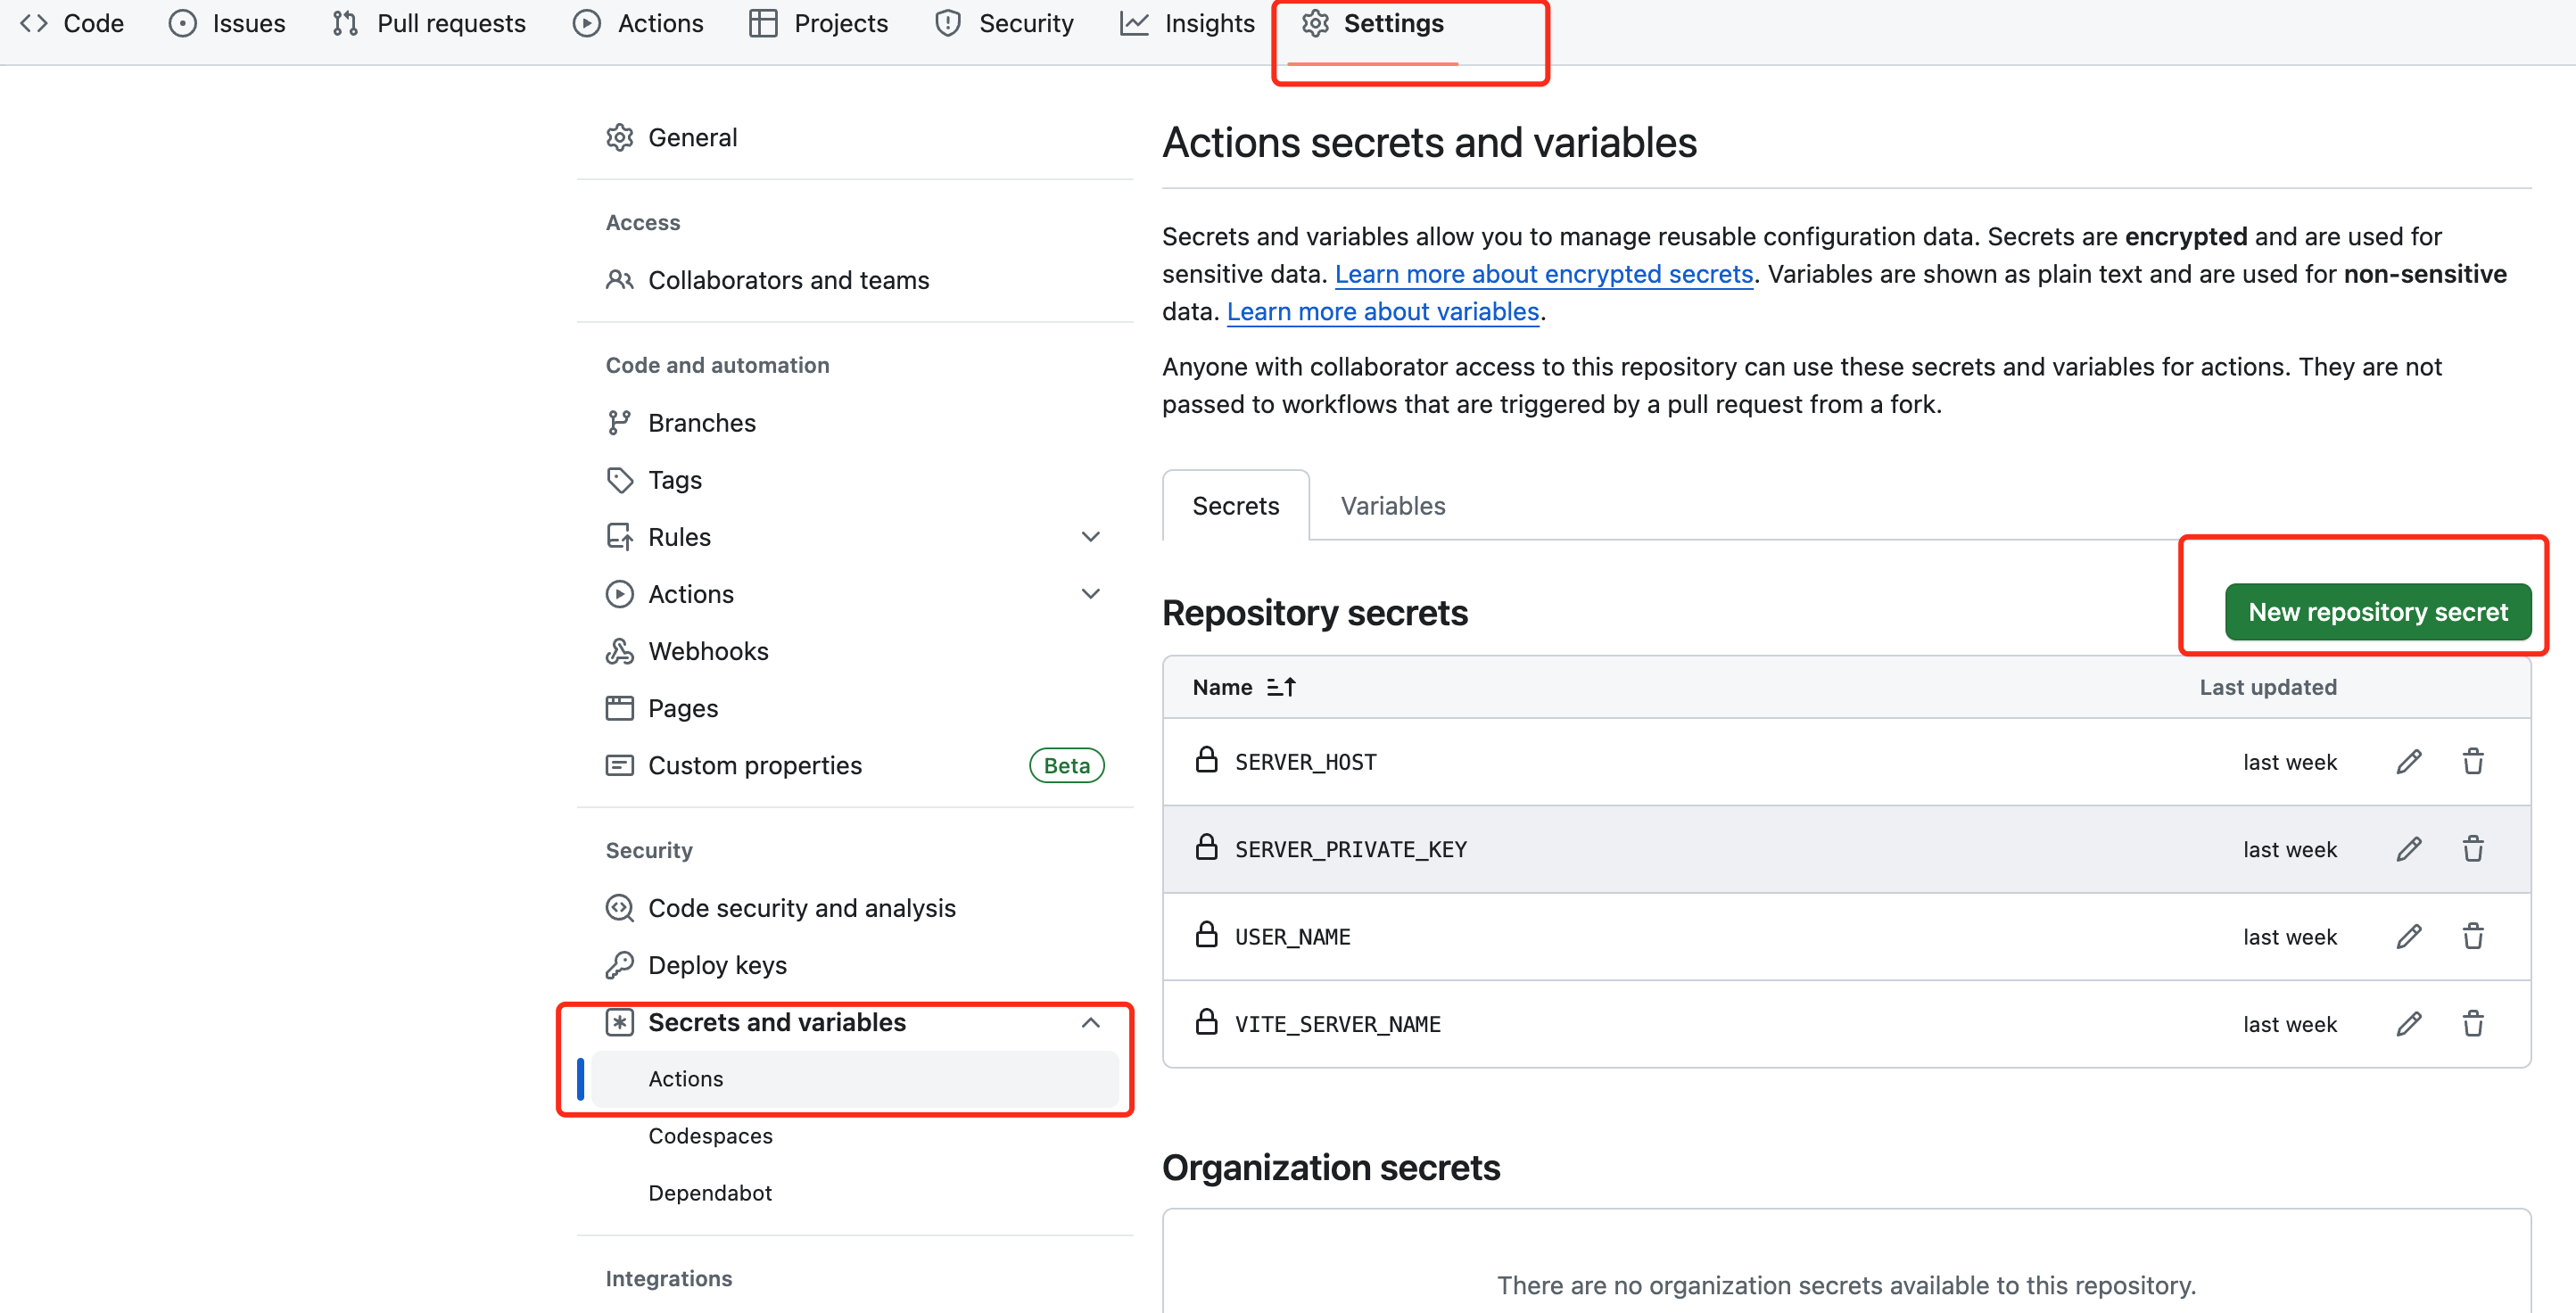 Code Issues Pull requests Actions Projects Security Insights Settings
General
Access
Collaborators and teams
Code and automation
Branches
Tags
Rules
Actions
Webhooks
Pages
Custom properties Beta
Security
Code security and analysis
Deploy keys
Secrets and variables
Actions
Codespaces
Dependabot
Integrations
Actions secrets and variables
Secrets and variables allow you to manage reusable configuration data. Secrets are encrypted and are used for
sensitive data. Learn more about encrypted secrets. Variables are shown as plain text and are used for non-sensitive
data. Learn more about variables.
Anyone with collaborator access to this repository can use these secrets and variables for actions. They are not
passed to workflows that are triggered by a pull request from a fork.
Secrets Variables
Repository secrets New repository secret
Name Last updated
SERVER_HOST last week
SERVER_PRIVATE_KEY last week
USER_NAME last week
VITE_SERVER_NAME last week
Organization secrets
There are no organization secrets available to this repository.